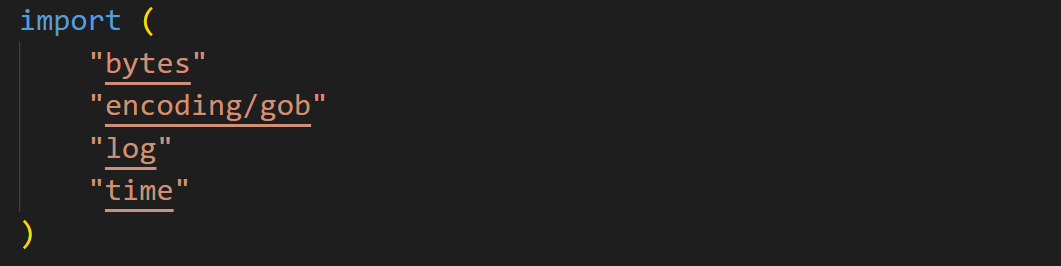 import (
    "bytes"
    "encoding/gob"
    "log"
    "time"
)